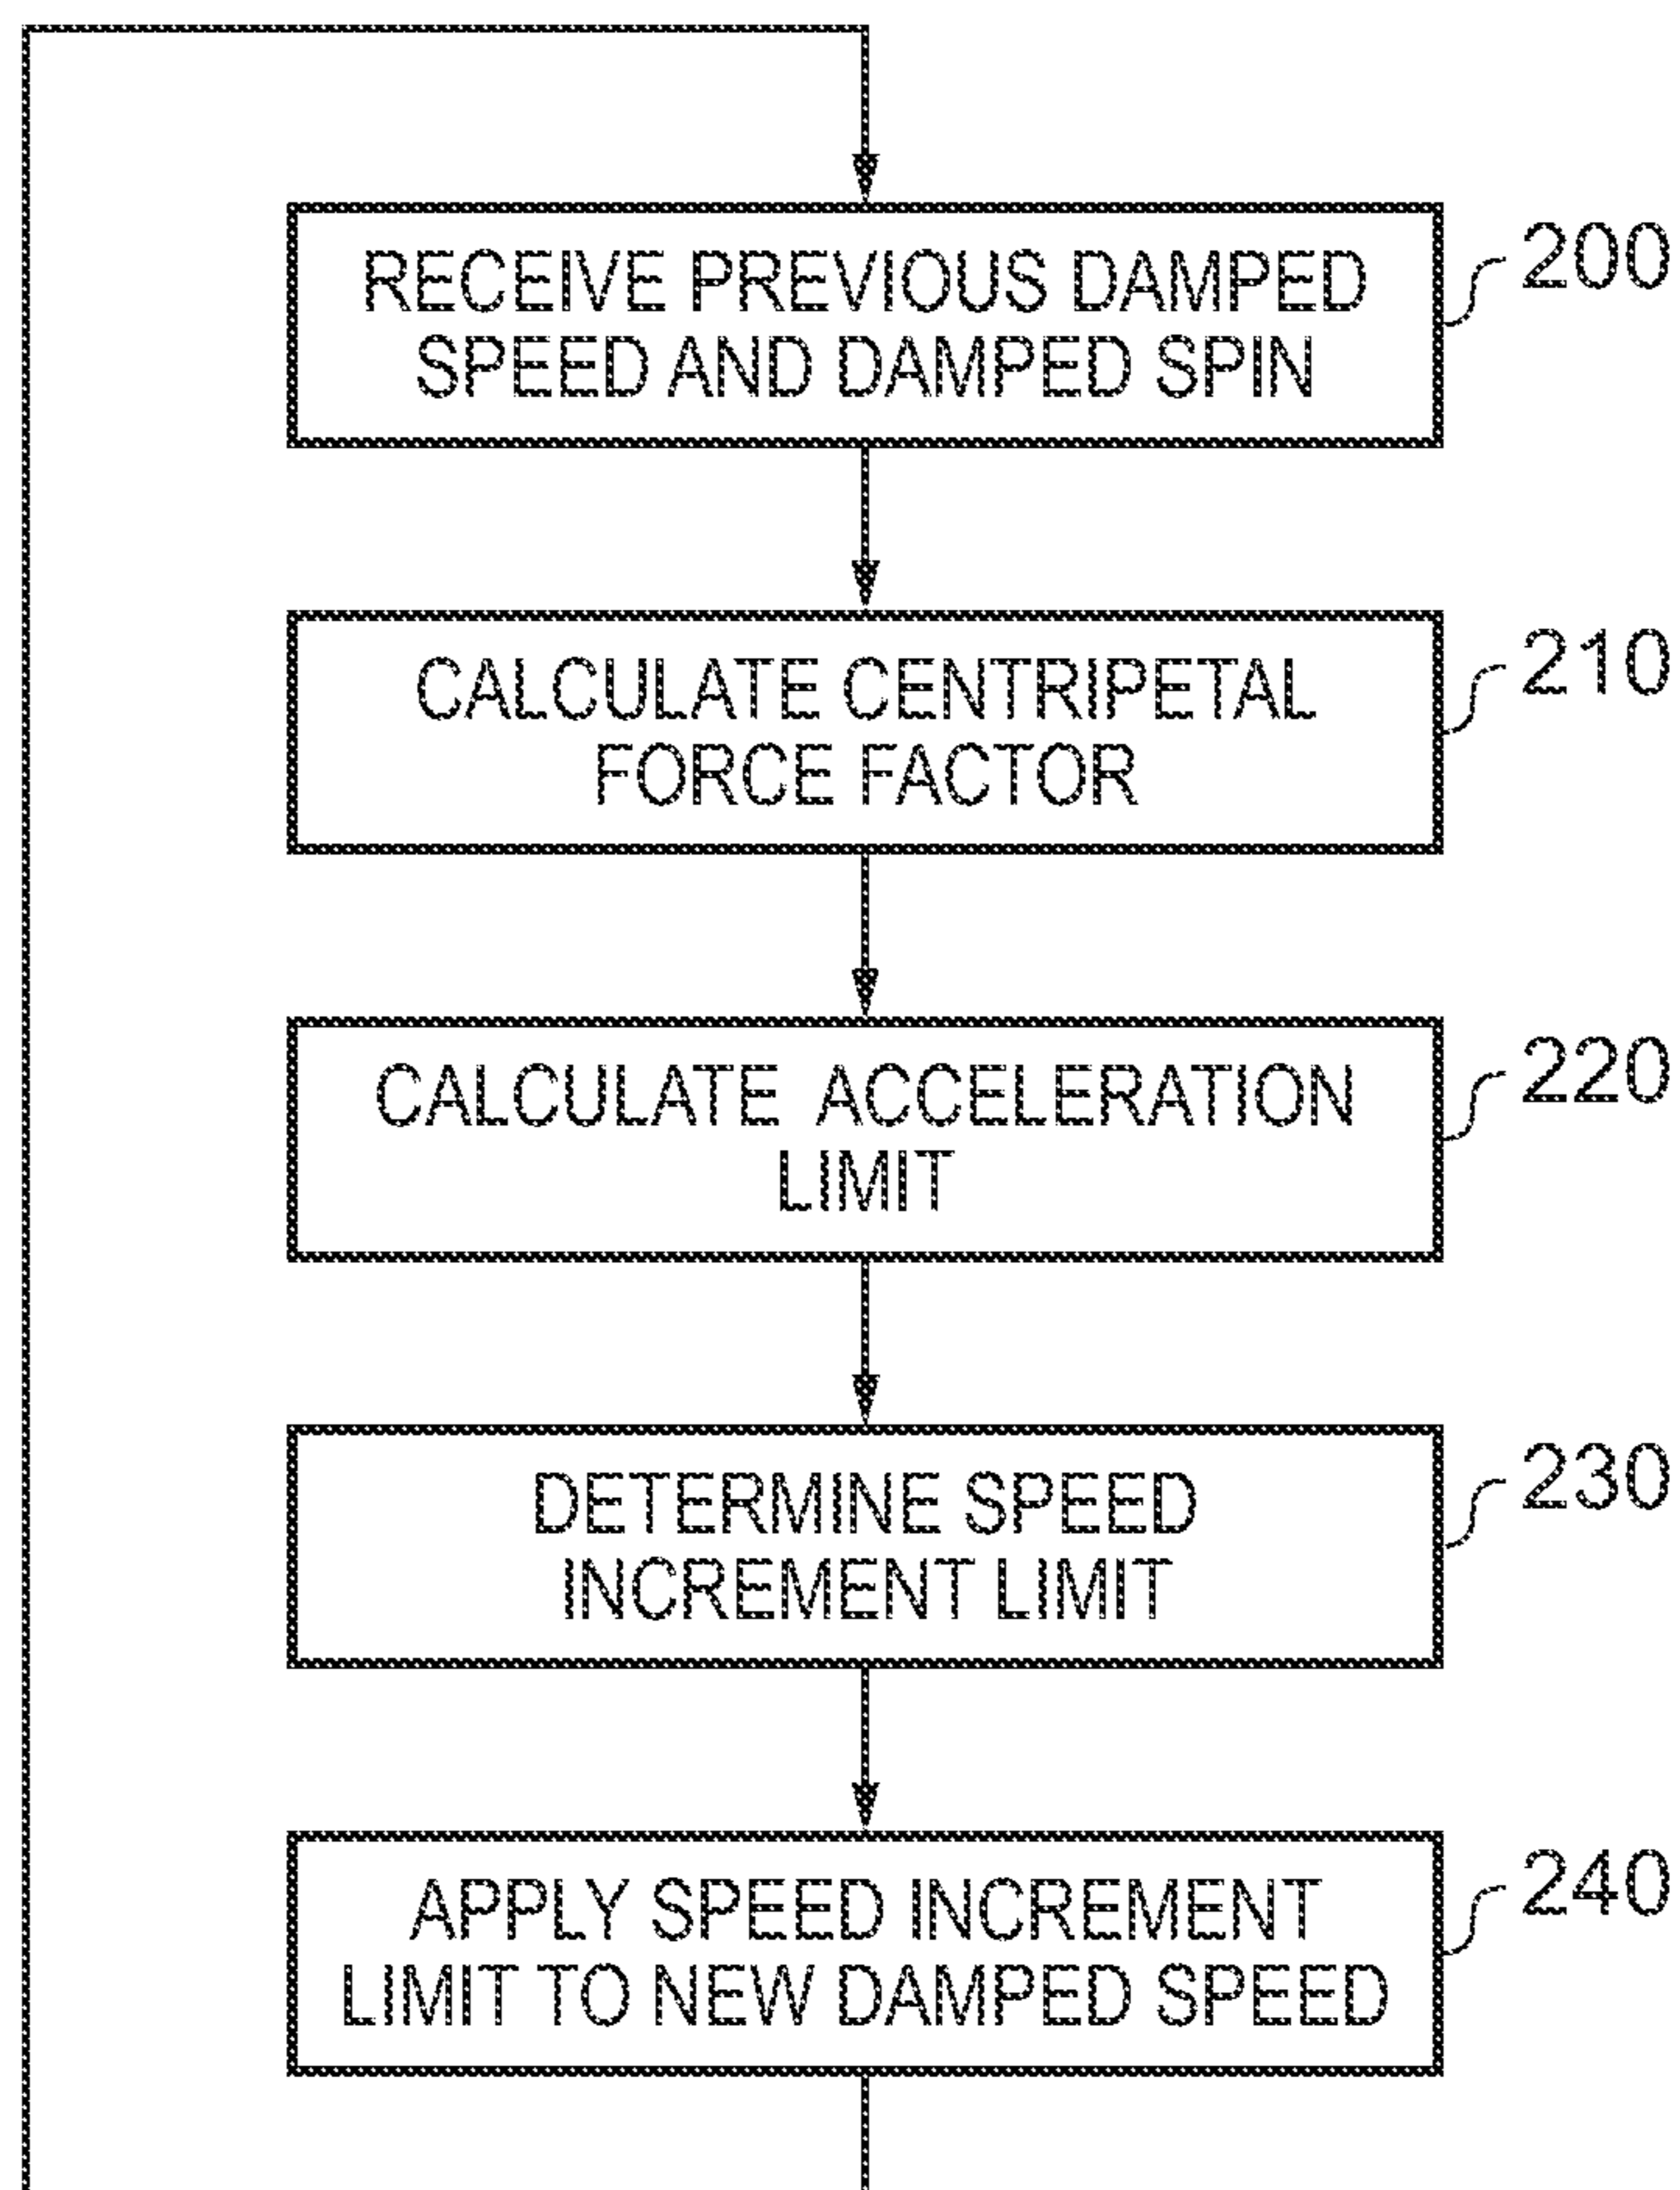 RECEIVE PREVIOUS DAMPED
SPEED AND DAMPED SPIN
200
CALCULATE CENTRIPETAL
FORCE FACTOR
210
CALCULATE ACCELERATION
LIMIT
220
DETERMINE SPEED
INCREMENT LIMIT
230
APPLY SPEED INCREMENT
LIMIT TO NEW DAMPED SPEED
240